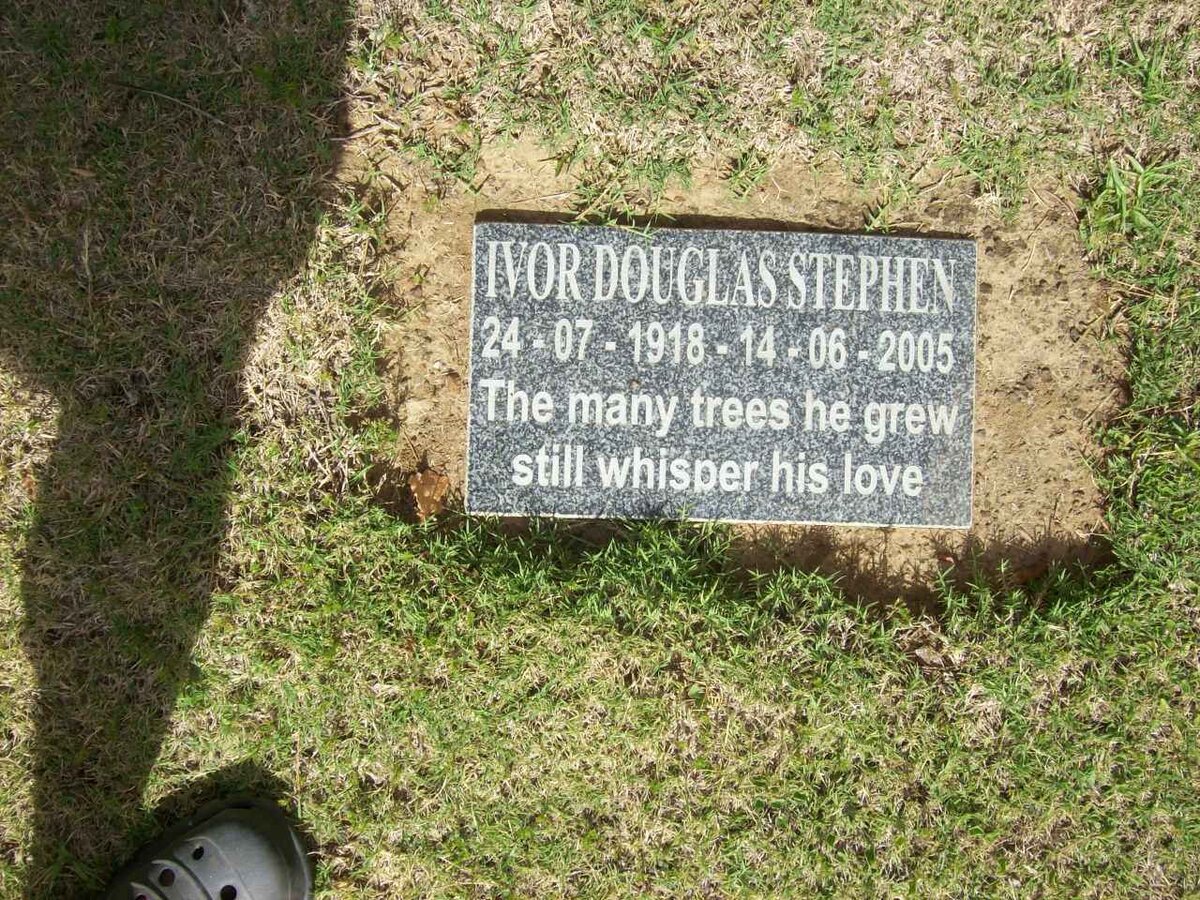 IVOR DOUGLAS STEPHEN
24 - 07 - 1918 - 14 - 06 - 2005
The many trees he grew
still whisper his love